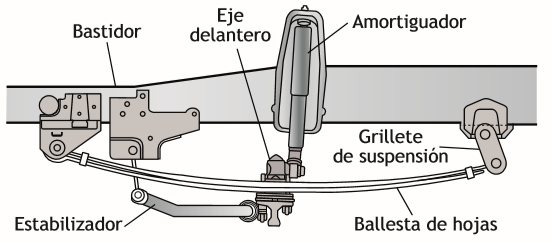 Eje
delantero
Amortiguador
Bastidor
Grillete
de suspensión
Estabilizador
Ballesta de hojas